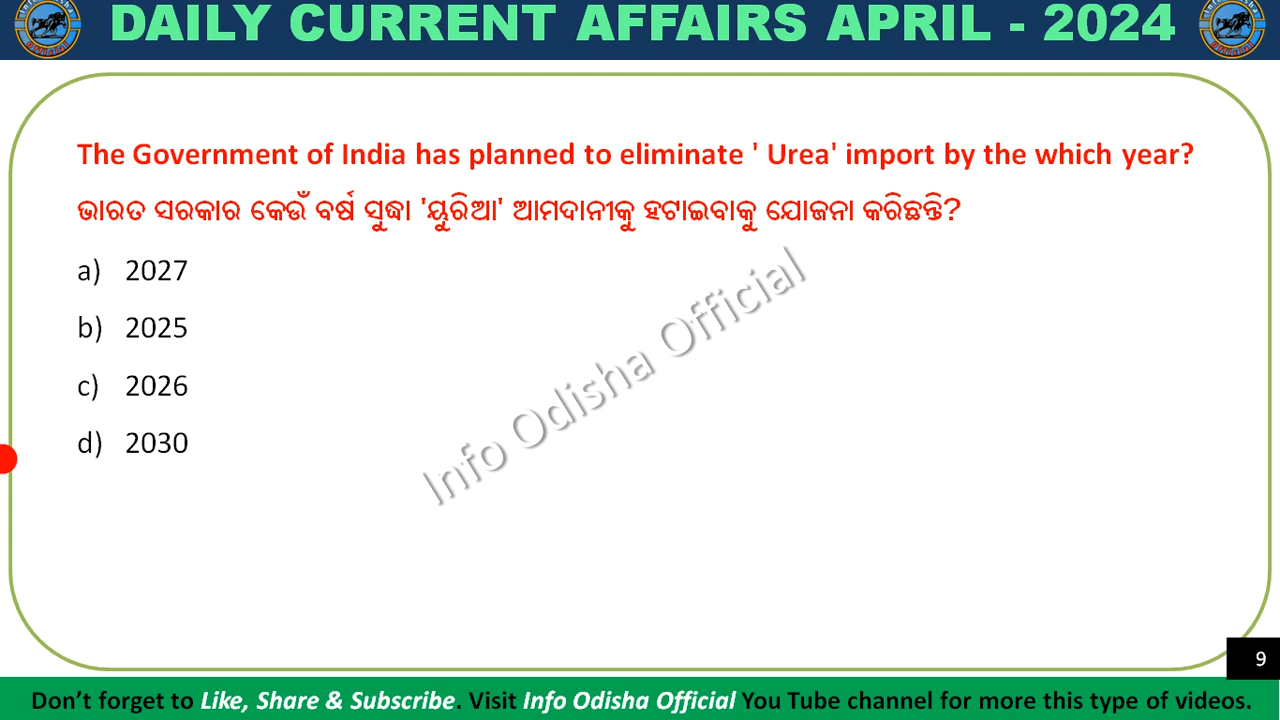 DAILY CURRENT AFFAIRS APRIL - 2024
The Government of India has planned to eliminate ' Urea' import by the which year?
ଭାରତ ସରକାର କେଉଁ ବର୍ଷ ସୁଦ୍ଧା 'ୟୁରିଆ' ଆମଦାନୀକୁ ହଟାଇବାକୁ ଯୋଜନା କରିଛନ୍ତି?
a) 2027
b) 2025
c) 2026
d) 2030
Info Odisha Official
9
Don't forget to Like, Share & Subscribe. Visit Info Odisha Official You Tube channel for more this type of videos.